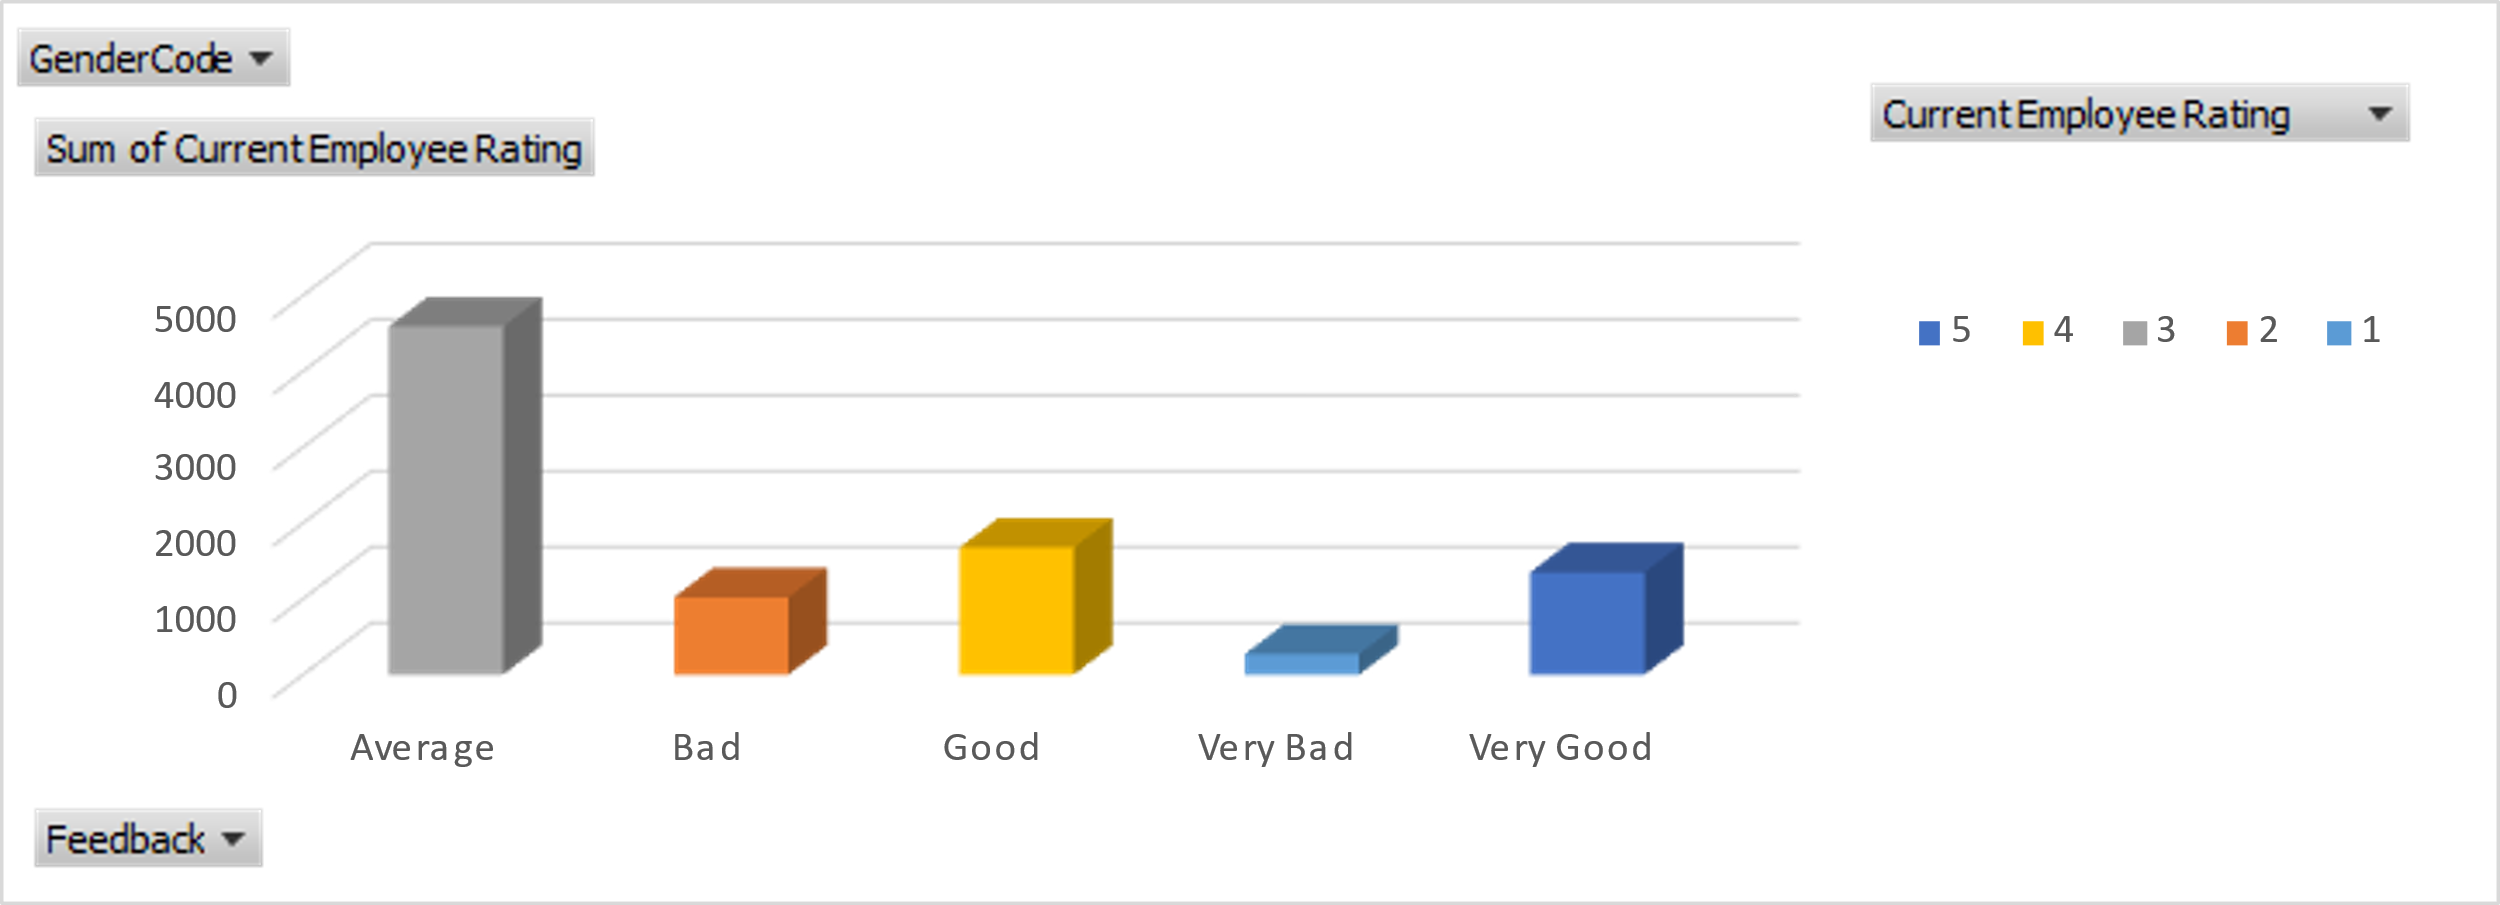 GenderCode
Sum of Current Employee Rating
Current Employee Rating
5000
4000
3000
2000
1000
0
5 4 3 2 1
Average Bad Good Very Bad Very Good
Feedback